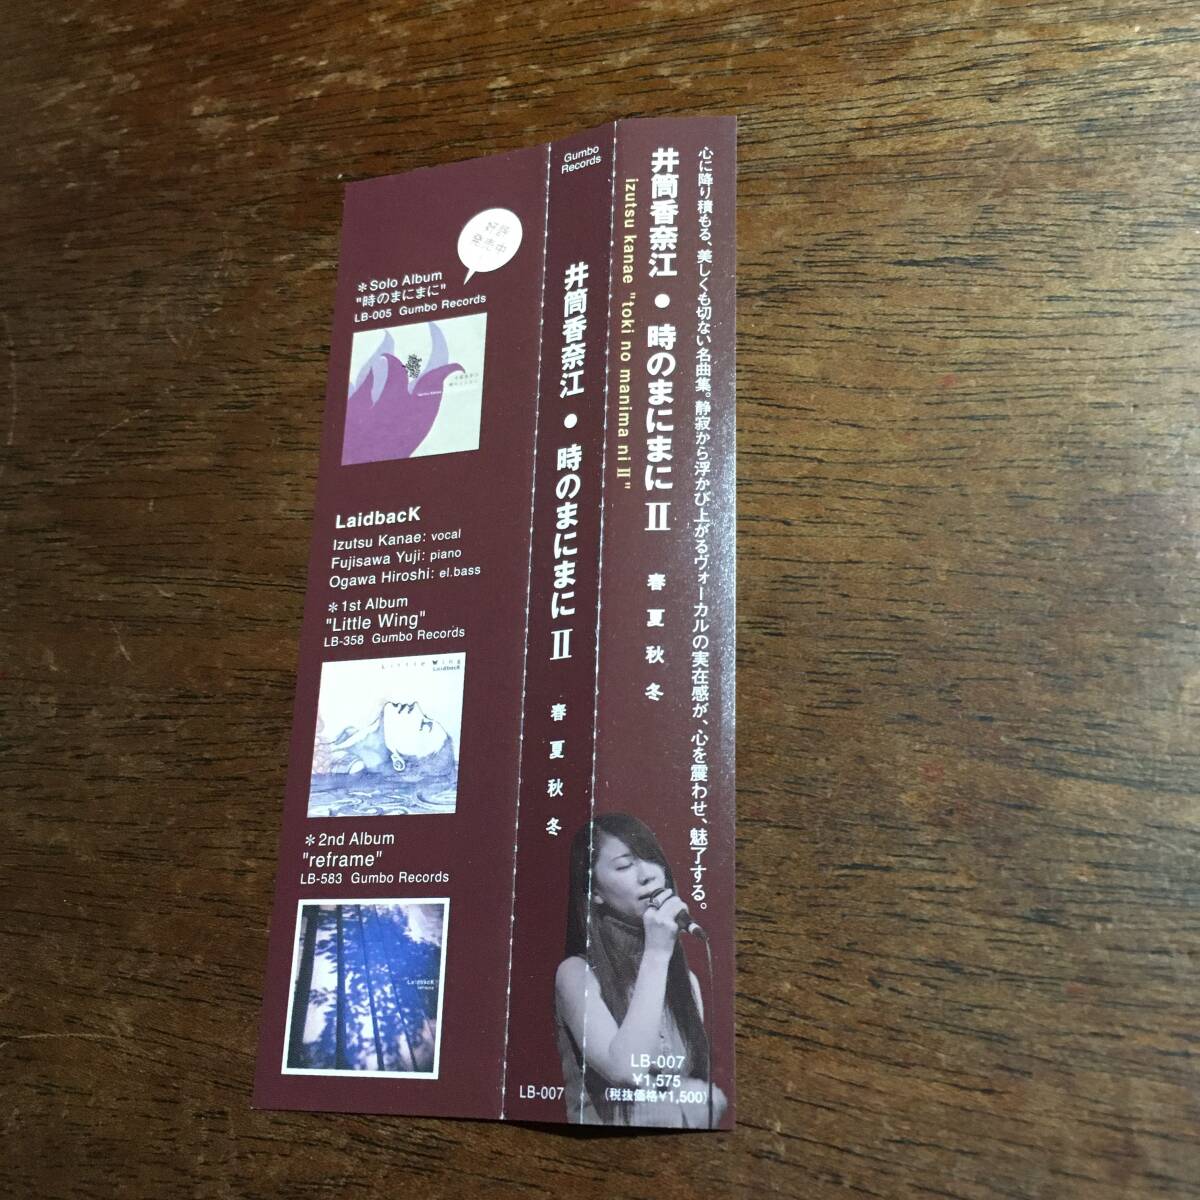 心に降り積もる、美しくも切ない名曲集。静寂から浮かび上がるヴォーカルの実在感が、心を震わせ、魅了する。
井筒香奈江 ● 時のまにまに Ⅱ 春夏秋冬
izutsu kanae "toki no manima ni Ⅱ"
LB-007
¥1,575
(税抜価格¥1,500)
Gumbo
Records
井筒香奈江 ● 時のまにまに Ⅱ 春夏秋冬
LB-007
好評
発売中
＊Solo Album
"時のまにまに"
LB-005 Gumbo Records
LaidbacK
Izutsu Kanae: vocal
Fujisawa Yuji: piano
Ogawa Hiroshi: el.bass
＊1st Album
"Little Wing"
LB-358 Gumbo Records
Little Wing
LaidbacK
＊2nd Album
"reframe"
LB-583 Gumbo Records
LaidbacK
reframe